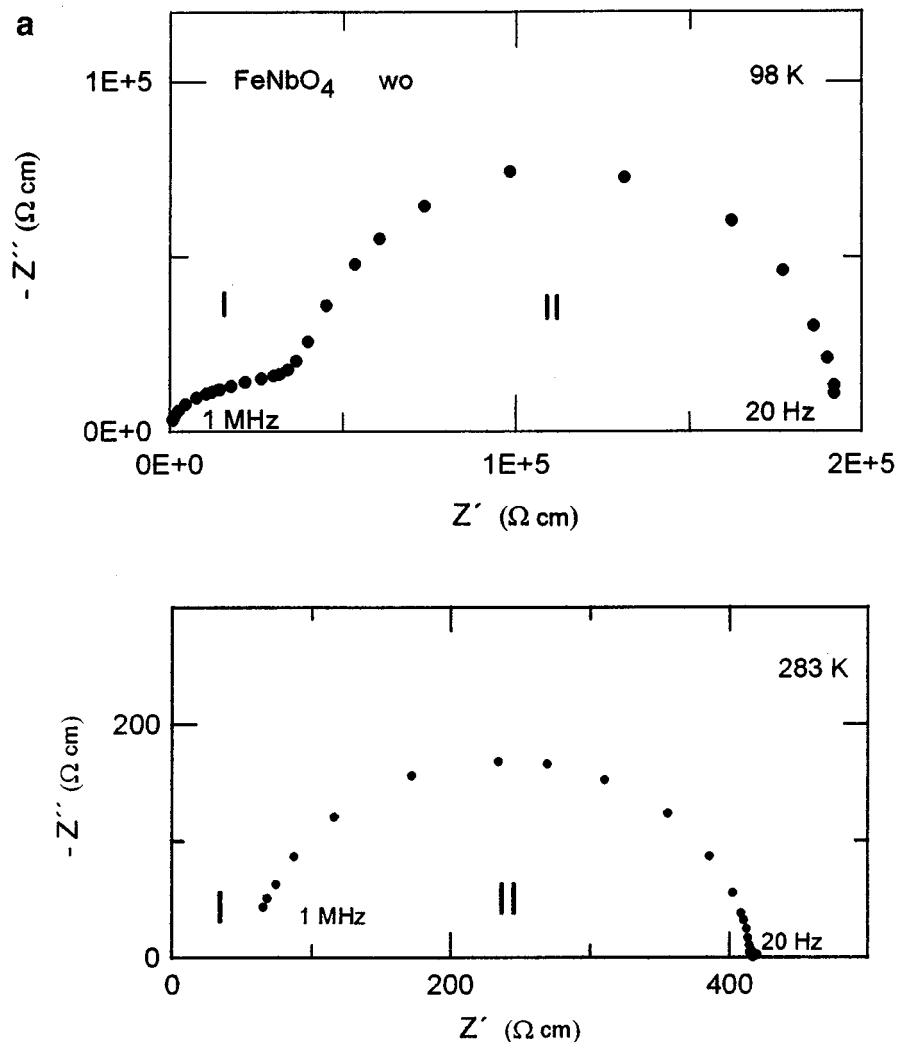 a
1E+5
FeNbO₄ wo
98 K
- Z´´ (Ω cm)
I
II
1 MHz
20 Hz
0E+0
0E+0
1E+5
2E+5
Z´ (Ω cm)
283 K
200
- Z´´ (Ω cm)
I
II
1 MHz
20 Hz
0
0
200
400
Z´ (Ω cm)